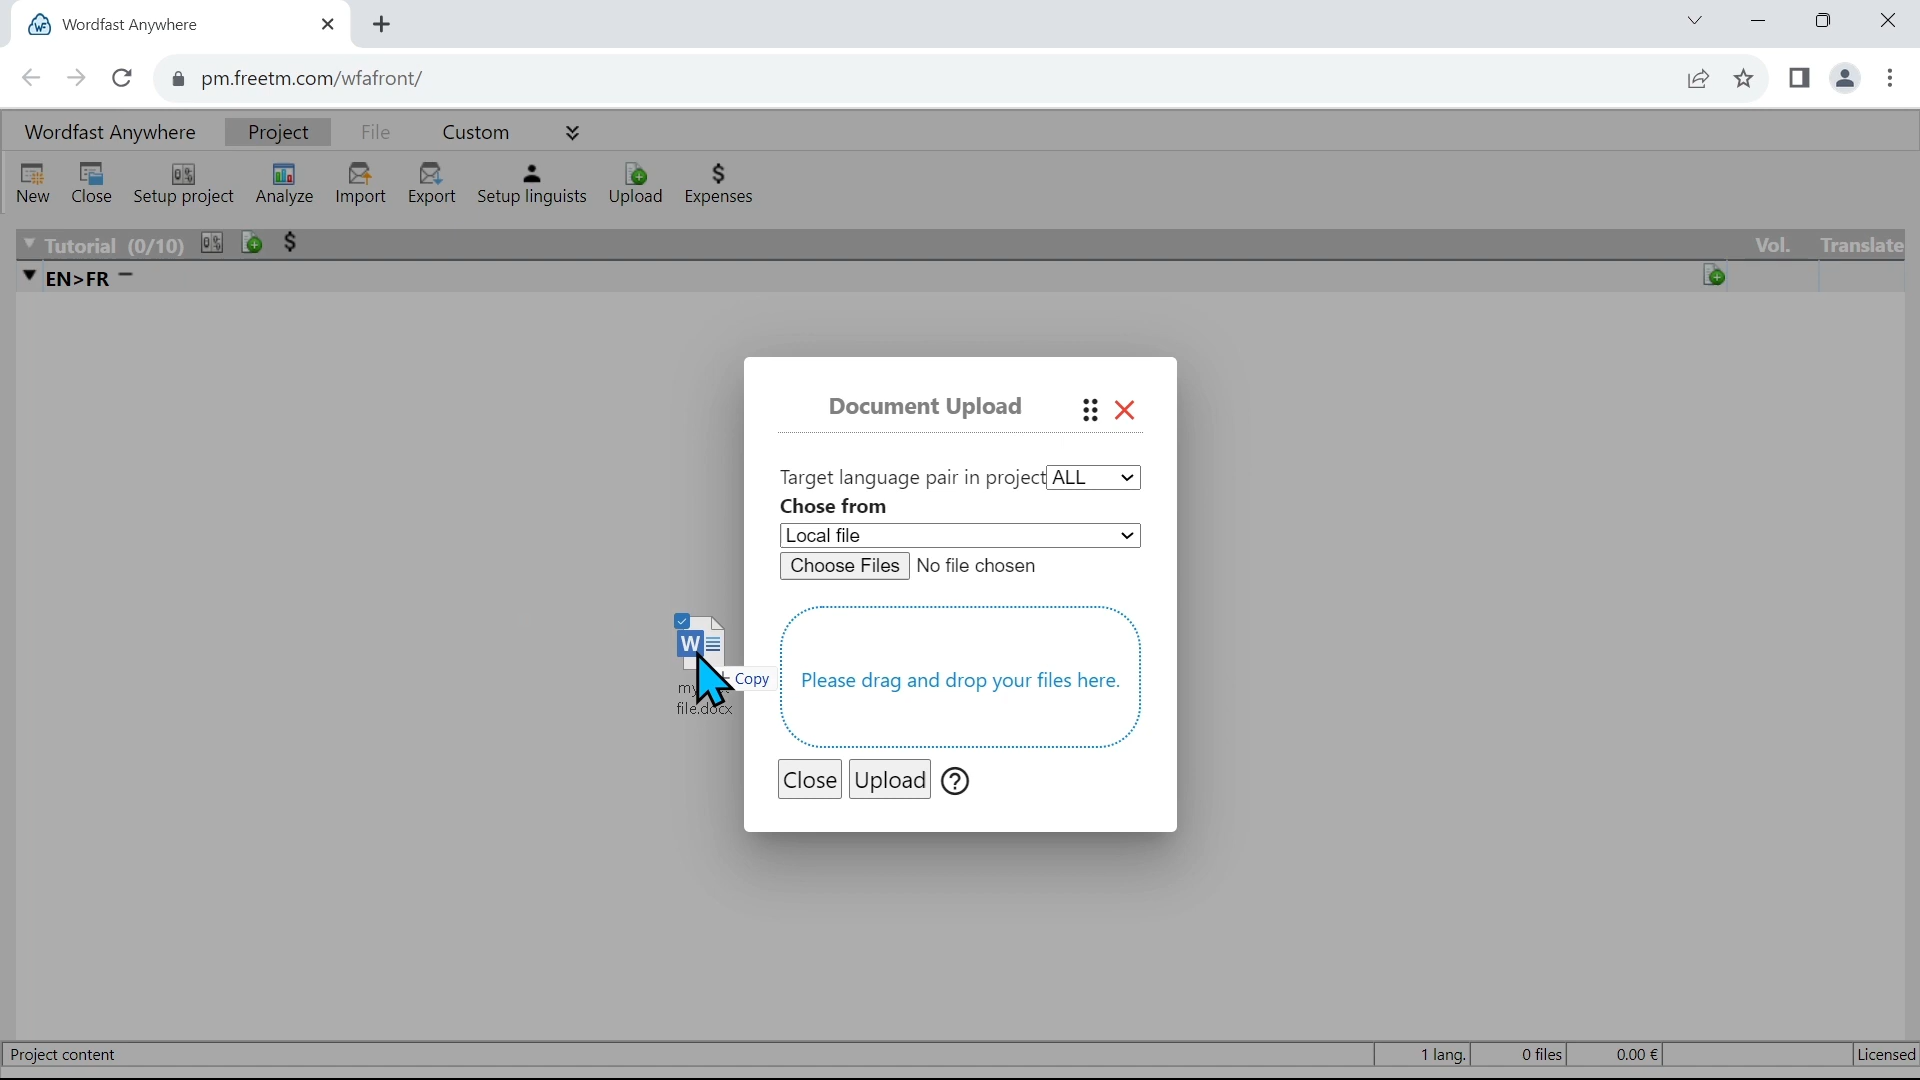 Wordfast Anywhere
pm.freetm.com/wfafront/
Wordfast Anywhere Project File Custom
New Close Setup project Analyze Import Export Setup linguists Upload Expenses
Tutorial (0/10) $ Vol. Translate
EN>FR
Document Upload
Target language pair in project ALL
Chose from
Local file
Choose Files No file chosen
W
+ Copy
Please drag and drop your files here.
file.docx
Close Upload ?
Project content 1 lang. 0 files 0.00 € Licensed